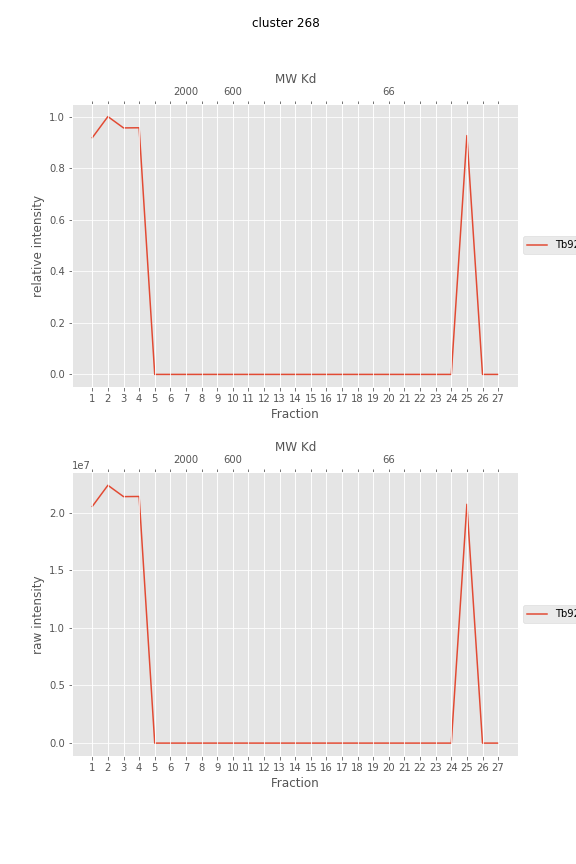 cluster 268
MW Kd
2000 600 66
1.0
0.8
0.6
0.4
0.2
0.0
relative intensity
Tb92
1 2 3 4 5 6 7 8 9 10 11 12 13 14 15 16 17 18 19 20 21 22 23 24 25 26 27
Fraction
MW Kd
2000 600 66
1e7
2.0
1.5
1.0
0.5
0.0
raw intensity
Tb92
1 2 3 4 5 6 7 8 9 10 11 12 13 14 15 16 17 18 19 20 21 22 23 24 25 26 27
Fraction